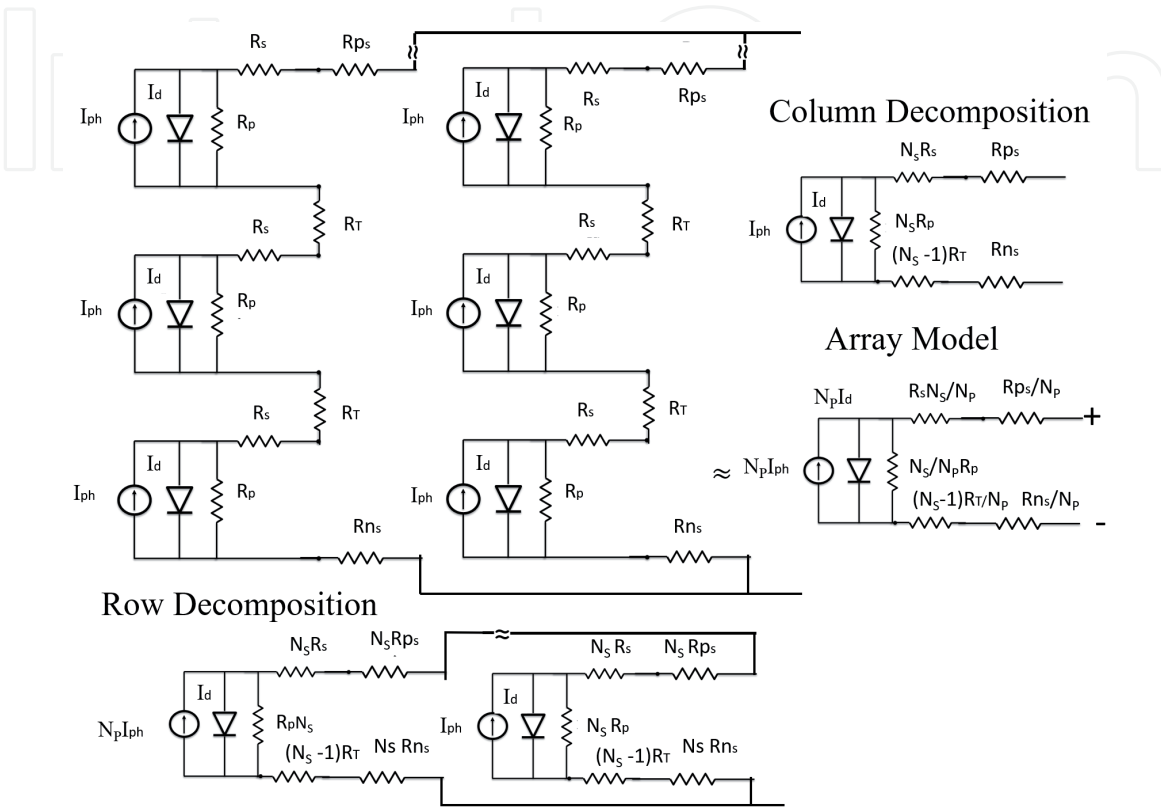 Rs Rps
Id
Iph
Rp
Rs
Rps
Id
Iph
Rp
RT
RT
Rs
Id
Iph
Rp
Rs
Id
Iph
Rp
RT
RT
Rs
Id
Iph
Rp
Rns
Rs
Id
Iph
Rp
Rns
Column Decomposition
NsRs Rps
Id
Iph
NSRp
(NS -1)RT Rns
Array Model
NPId
RsNS/NP Rps/NP
+
≈ NPIph
NS/NPRp
(NS-1)RT/NP Rns/NP
-
Row Decomposition
NSRs NSRps
Id
NPIph
RpNS
(NS -1)RT Ns Rns
≈
NS Rs NS Rps
Id
Iph
NS Rp
(NS -1)RT Ns Rns